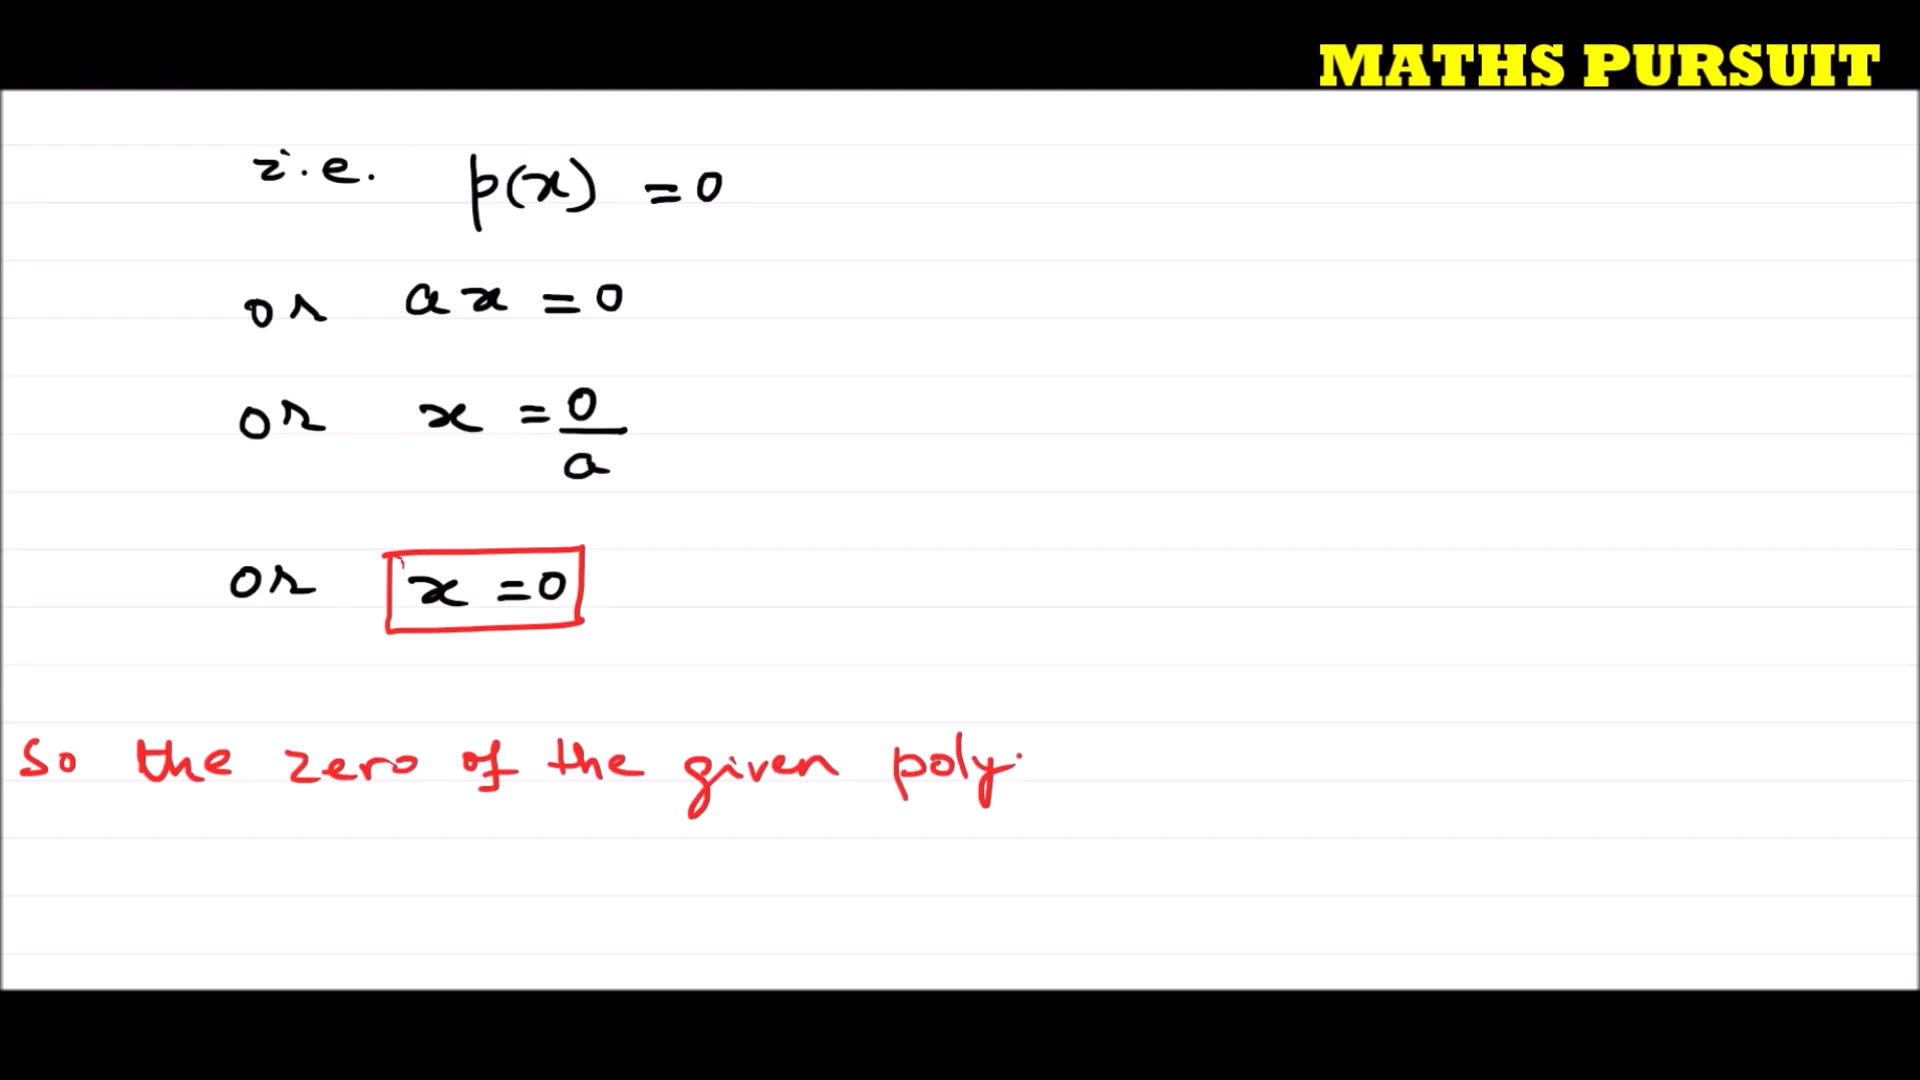 MATHS PURSUIT
i.e. p(x) = 0
or ax = 0
or x = 0/a
or x = 0
So the zero of the given poly.